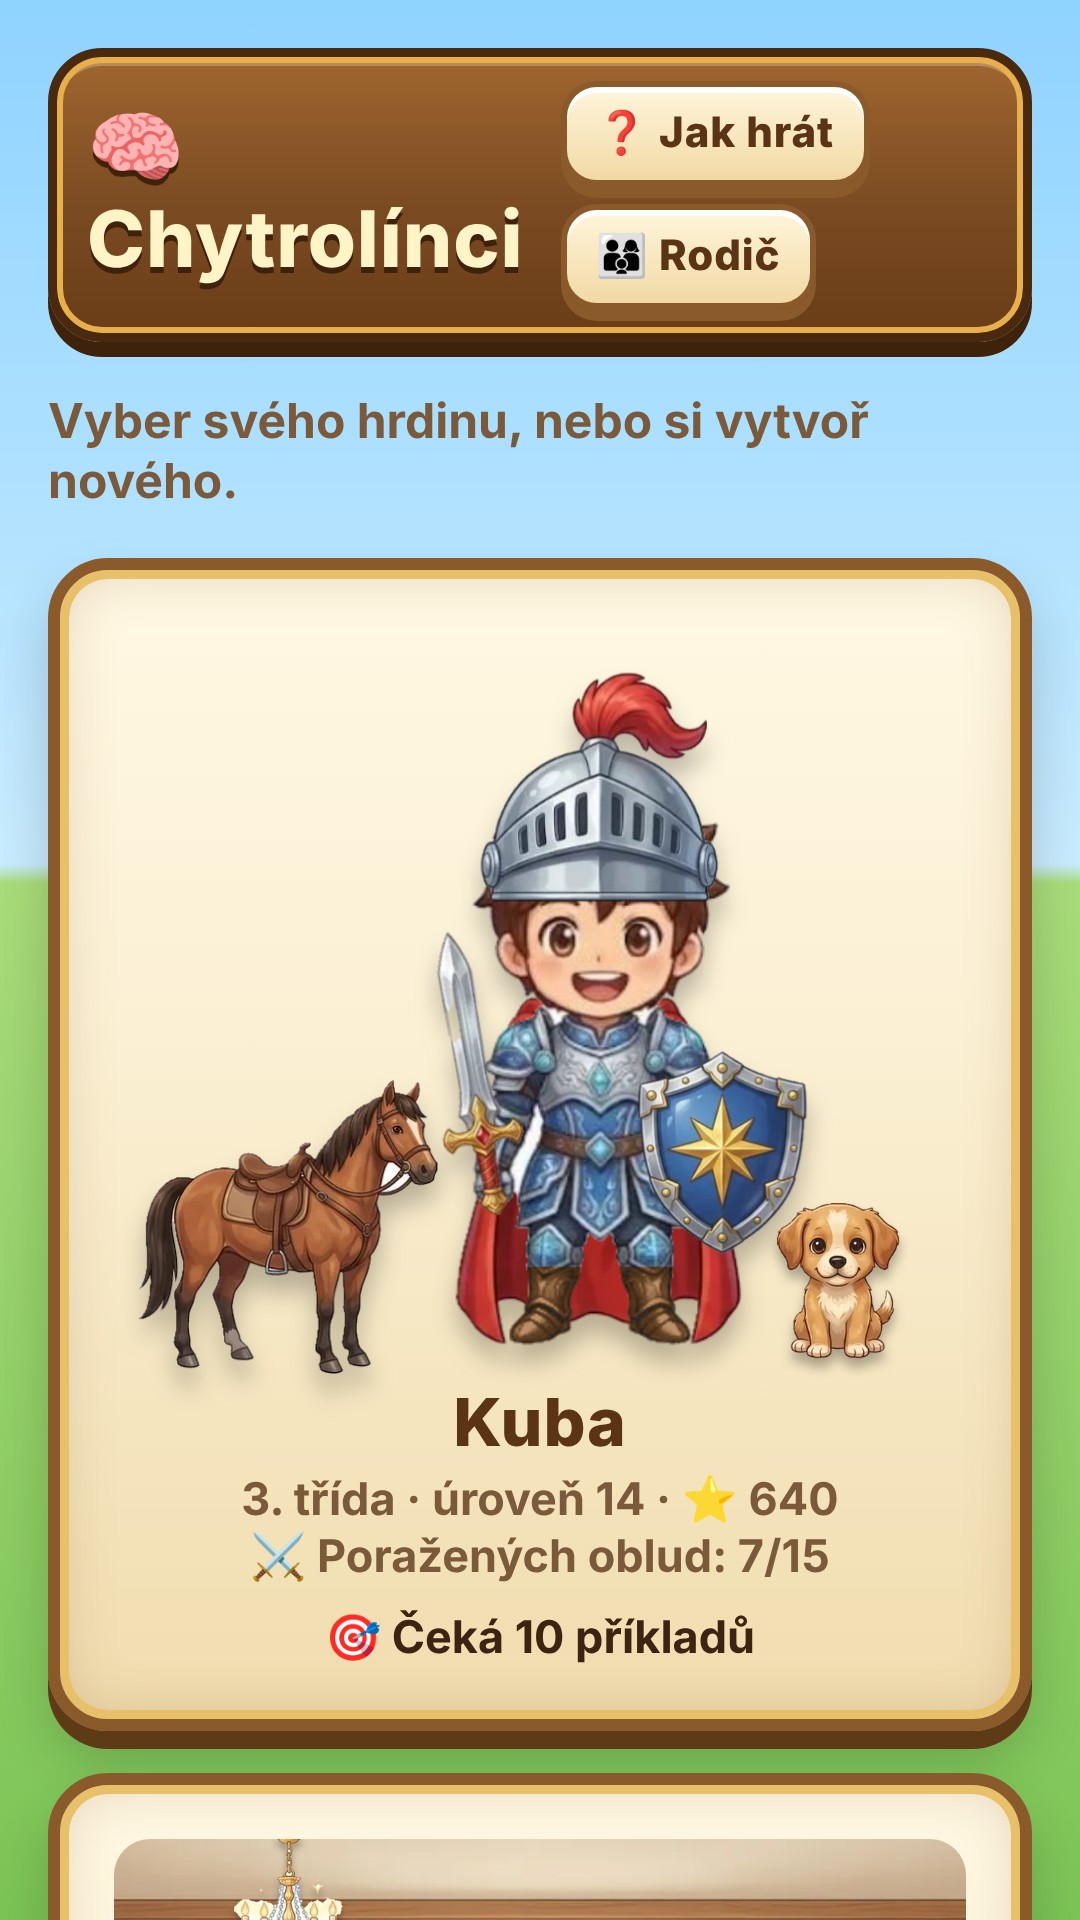 Chytrolínci
Jak hrát
Rodič
Vyber svého hrdinu, nebo si vytvoř
nového.
Kuba
3. třída · úroveň 14 · ⭐ 640
⚔️ Poražených oblud: 7/15
🎯 Čeká 10 příkladů